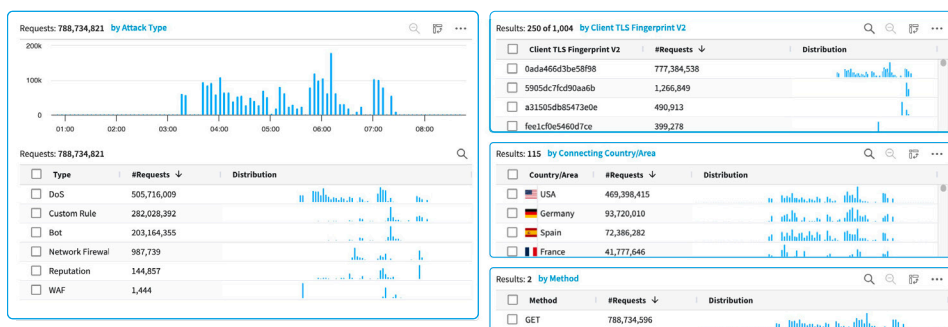 Requests: 788,734,821 by Attack Type
200k
100k
0
01:00 02:00 03:00 04:00 05:00 06:00 07:00 08:00
Requests: 788,734,821
Type #Requests ↓ Distribution
DoS 505,716,009
Custom Rule 282,028,392
Bot 203,164,355
Network Firewal 987,739
Reputation 144,857
WAF 1,444
Results: 250 of 1,004 by Client TLS Fingerprint V2
Client TLS Fingerprint V2 #Requests ↓ Distribution
0ada466d3be58f98 777,384,538
5905dc7fcd90aa6b 1,266,849
a31505db85473e0e 490,913
fee1cf0e5460d7ce 399,278
Results: 115 by Connecting Country/Area
Country/Area #Requests ↓ Distribution
USA 469,398,415
Germany 93,720,010
Spain 72,386,282
France 41,777,646
Results: 2 by Method
Method #Requests ↓ Distribution
GET 788,734,596